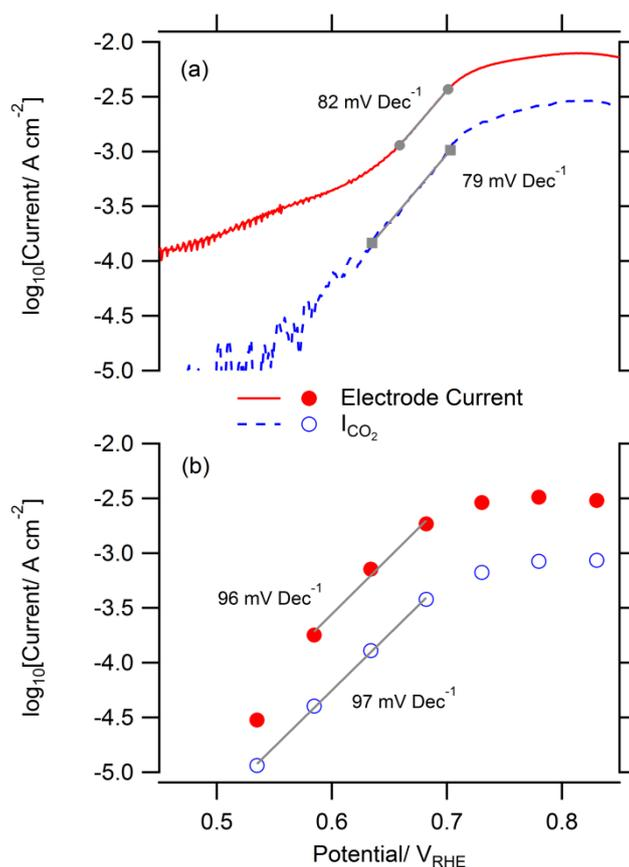 -2.0
(a)
-2.5
82 mV Dec⁻¹
-3.0
79 mV Dec⁻¹
-3.5
-4.0
-4.5
-5.0
log₁₀[Current/ A cm⁻²]
Electrode Current
I_CO₂
-2.0
(b)
-2.5
-3.0
96 mV Dec⁻¹
-3.5
-4.0
97 mV Dec⁻¹
-4.5
-5.0
log₁₀[Current/ A cm⁻²]
0.5 0.6 0.7 0.8
Potential/ V_RHE